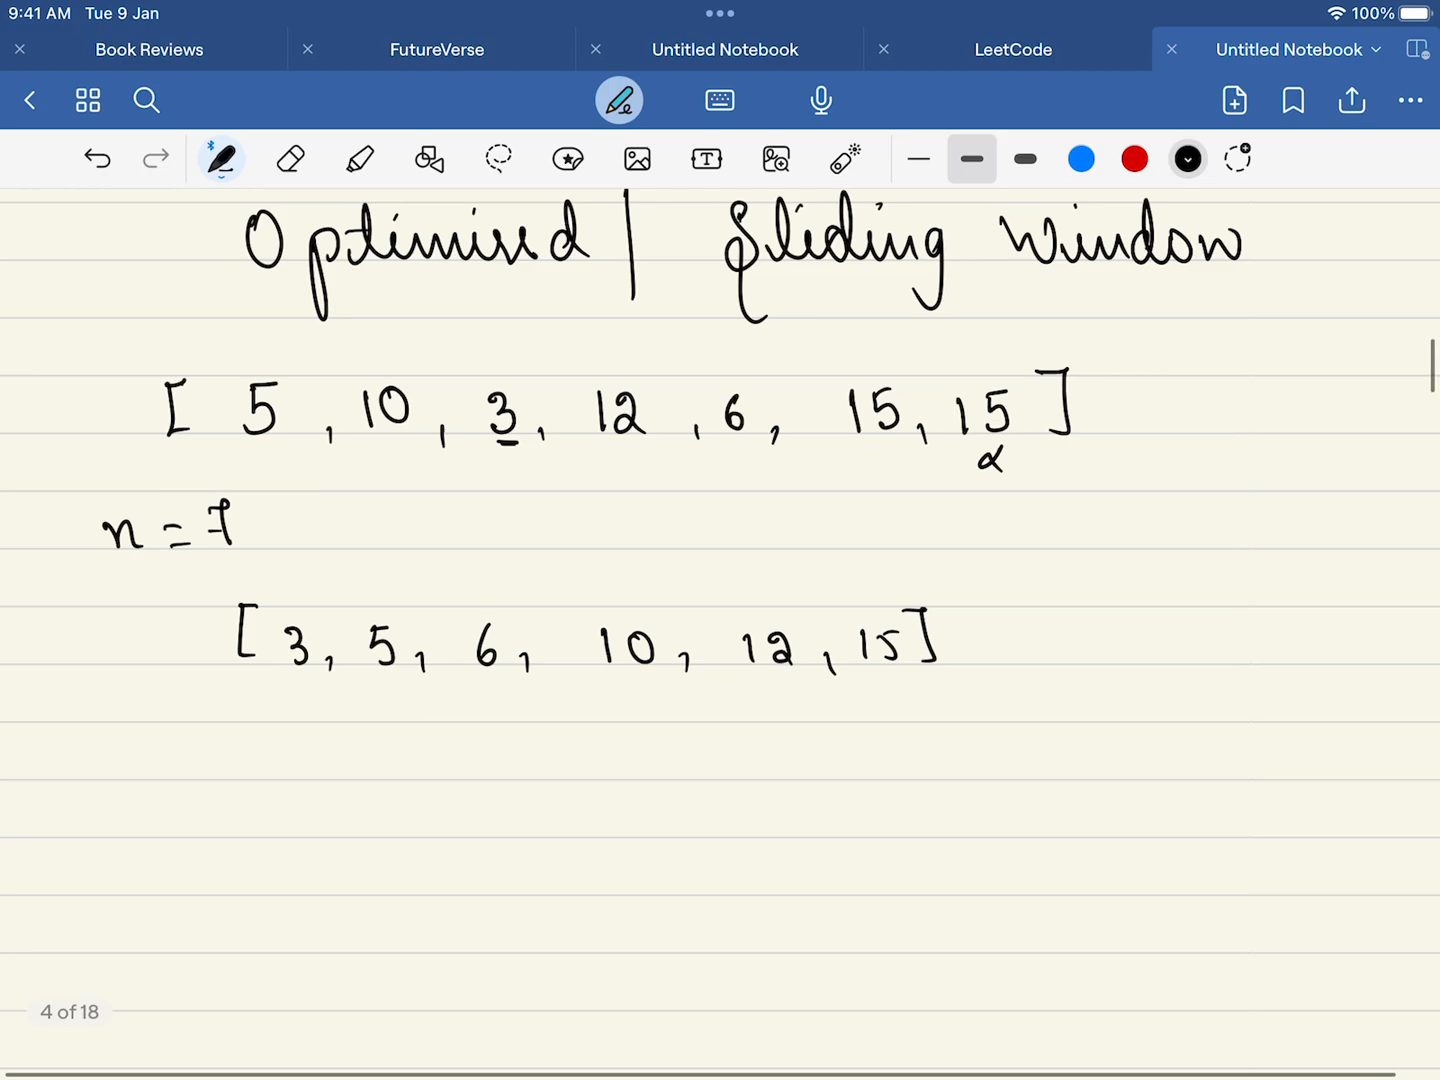 9:41 AM Tue 9 Jan 100%
Book Reviews FutureVerse Untitled Notebook LeetCode Untitled Notebook
Optimised | Sliding Window
[ 5, 10, 3, 12, 6, 15, 15 ]
α
n = 7
[ 3, 5, 6, 10, 12, 15 ]
4 of 18